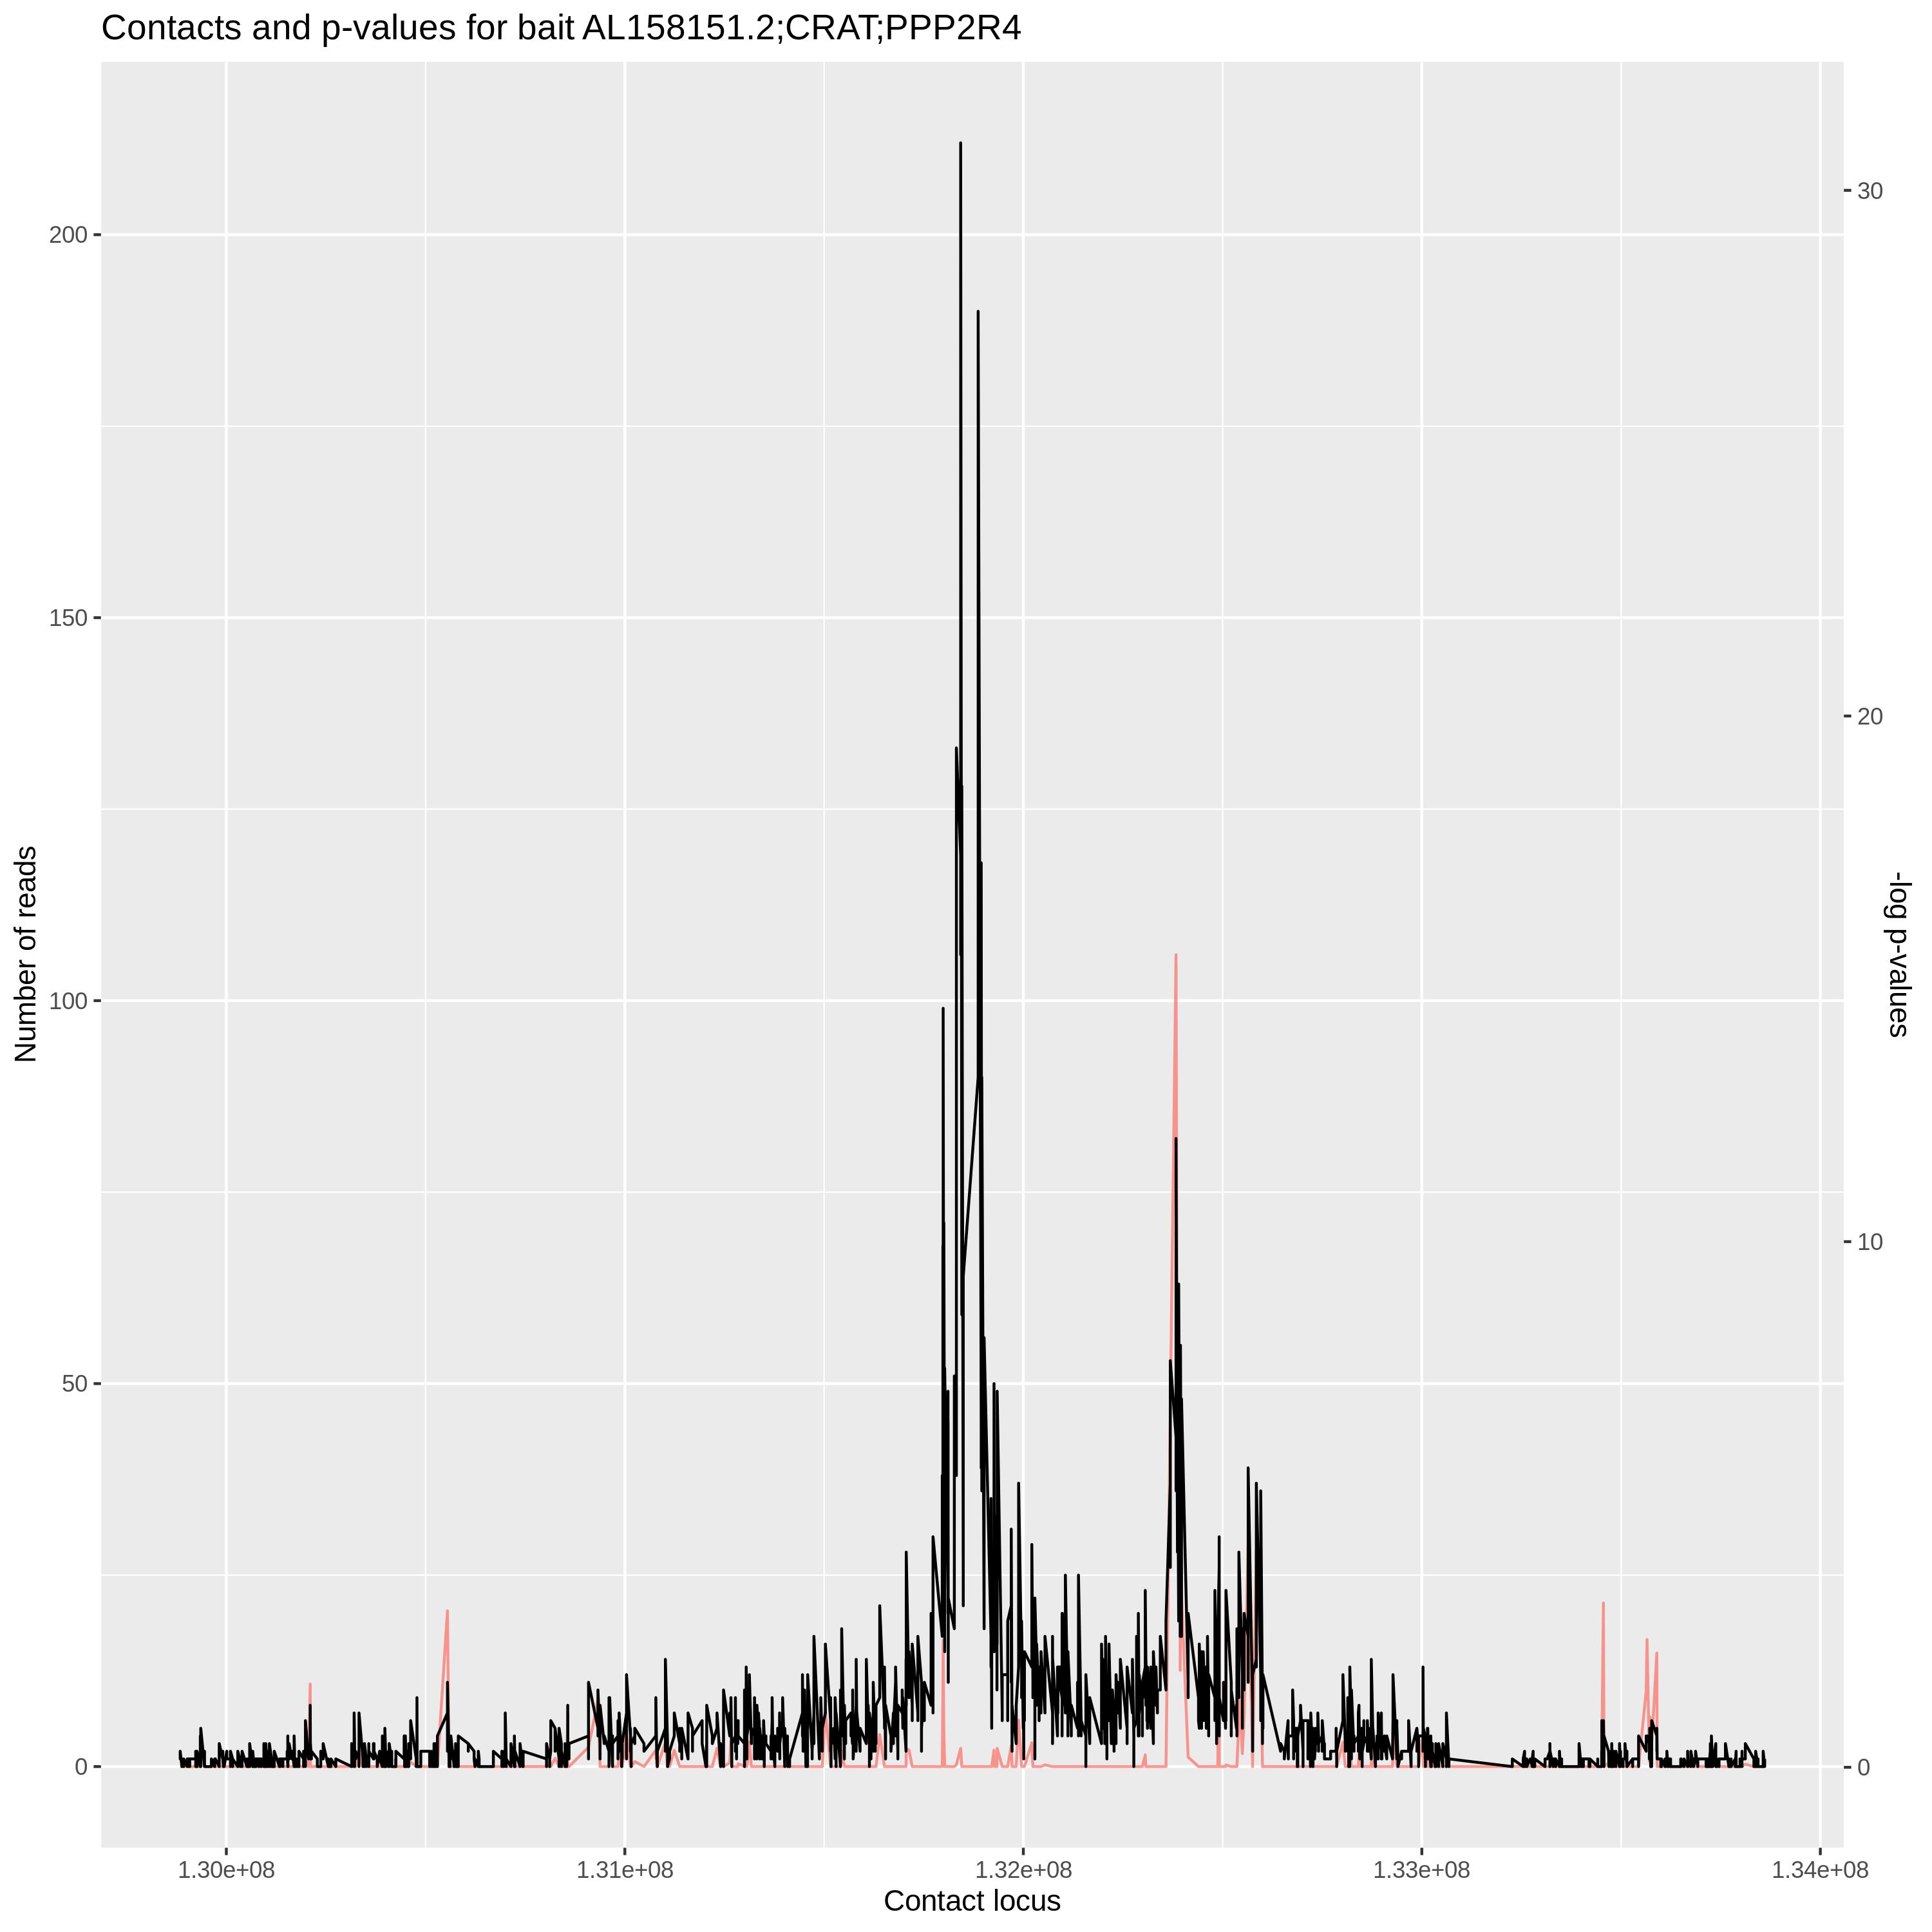 Contacts and p-values for bait AL158151.2;CRAT;PPP2R4
Number of reads
200
150
100
50
0
30
20
10
0
-log p-values
1.30e+08 1.31e+08 1.32e+08 1.33e+08 1.34e+08
Contact locus